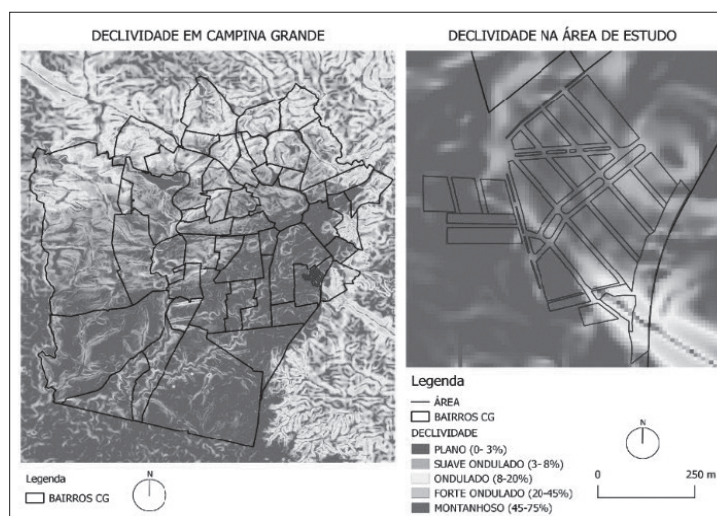 DECLIVIDADE EM CAMPINA GRANDE
Legenda
BAIRROS CG
N
DECLIVIDADE NA ÁREA DE ESTUDO
Legenda
ÁREA
BAIRROS CG
DECLIVIDADE
PLANO (0- 3%)
SUAVE ONDULADO (3- 8%)
ONDULADO (8-20%)
FORTE ONDULADO (20-45%)
MONTANHOSO (45-75%)
N
0 250 m